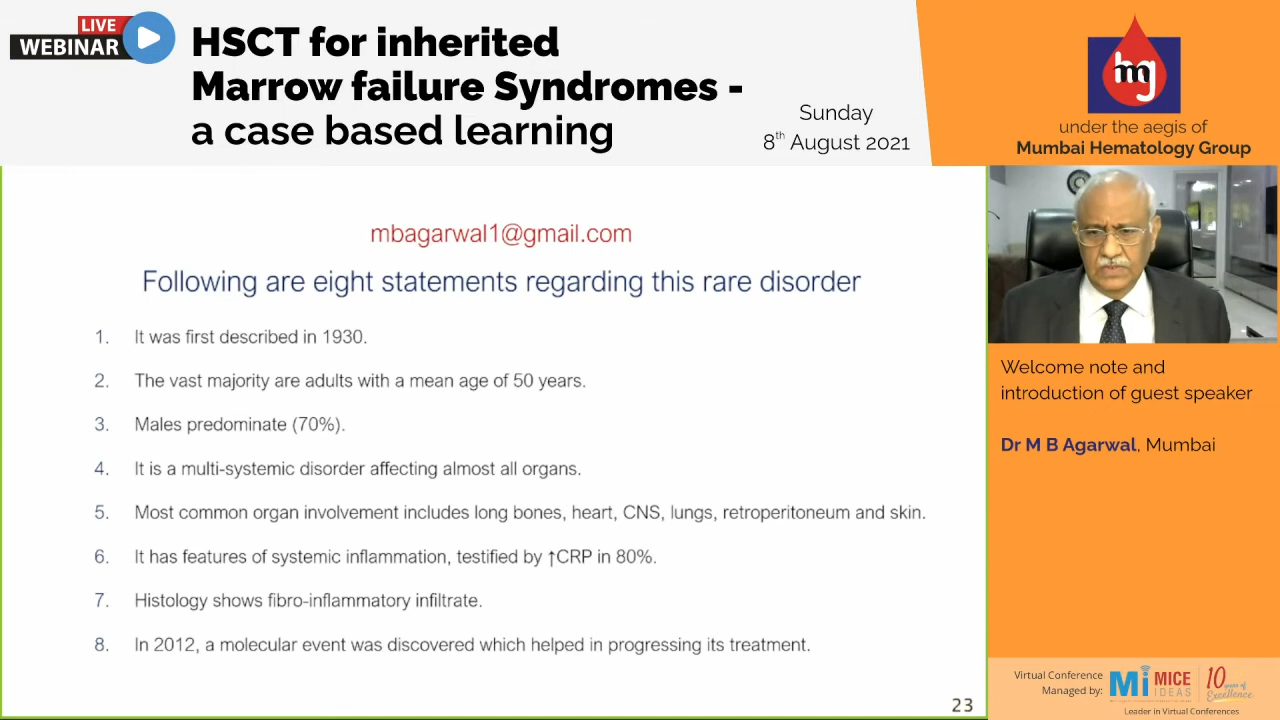 LIVE
WEBINAR
HSCT for inherited
Marrow failure Syndromes -
a case based learning
Sunday
8th August 2021
hmg
under the aegis of
Mumbai Hematology Group
mbagarwal1@gmail.com
Following are eight statements regarding this rare disorder
1. It was first described in 1930.
2. The vast majority are adults with a mean age of 50 years.
3. Males predominate (70%).
4. It is a multi-systemic disorder affecting almost all organs.
5. Most common organ involvement includes long bones, heart, CNS, lungs, retroperitoneum and skin.
6. It has features of systemic inflammation, testified by ↑CRP in 80%.
7. Histology shows fibro-inflammatory infiltrate.
8. In 2012, a molecular event was discovered which helped in progressing its treatment.
23
Welcome note and
introduction of guest speaker
Dr M B Agarwal, Mumbai
Virtual Conference
Managed by:
Mi MICE
IDEAS
10 years of
Excellence
Leader in Virtual Conferences